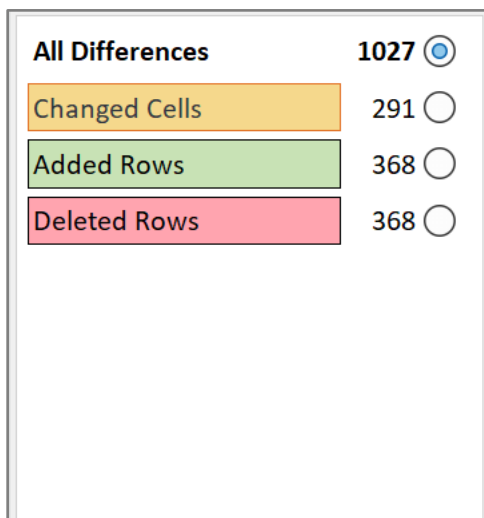 All Differences 1027
Changed Cells 291
Added Rows 368
Deleted Rows 368